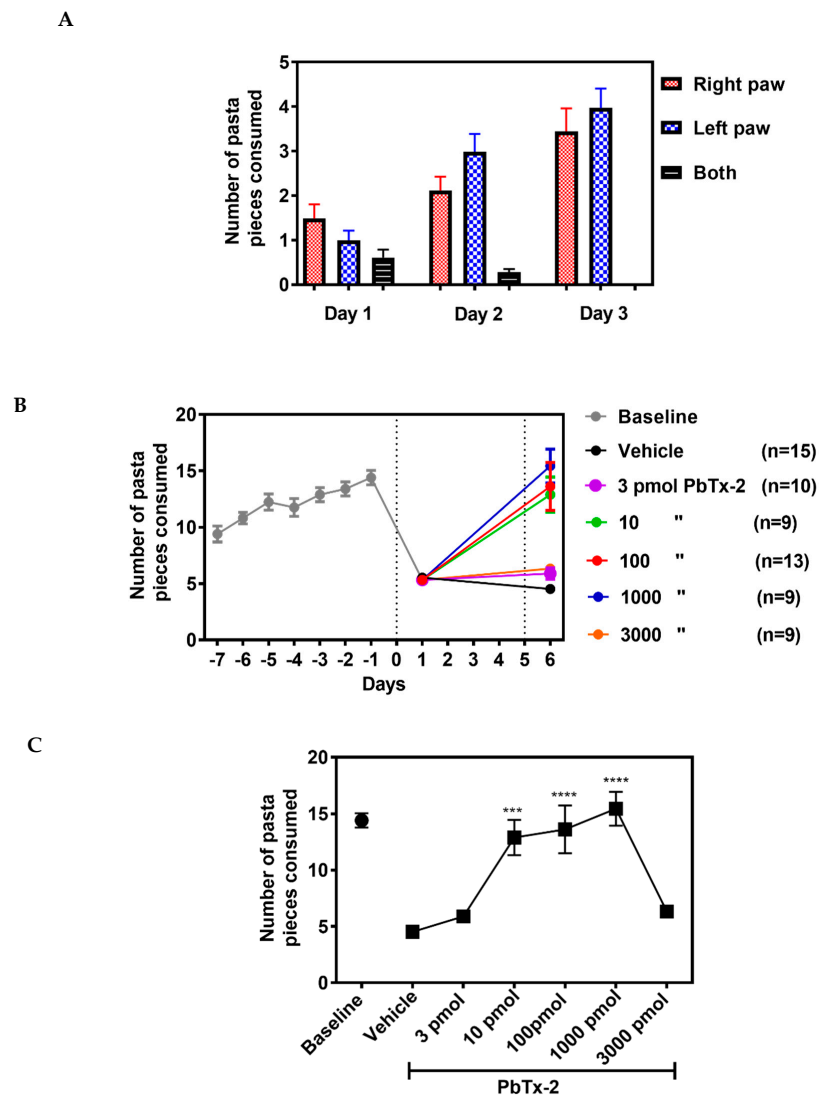 A
Number of pasta
pieces consumed
5
4
3
2
1
0
Day 1 Day 2 Day 3
Right paw
Left paw
Both
B
Number of pasta
pieces consumed
20
15
10
5
0
-7 -6 -5 -4 -3 -2 -1 0 1 2 3 4 5 6
Days
Baseline
Vehicle (n=15)
3 pmol PbTx-2 (n=10)
10 " (n=9)
100 " (n=13)
1000 " (n=9)
3000 " (n=9)
C
Number of pasta
pieces consumed
20
15
10
5
0
*** **** ****
Baseline Vehicle 3 pmol 10 pmol 100pmol 1000 pmol 3000 pmol
PbTx-2